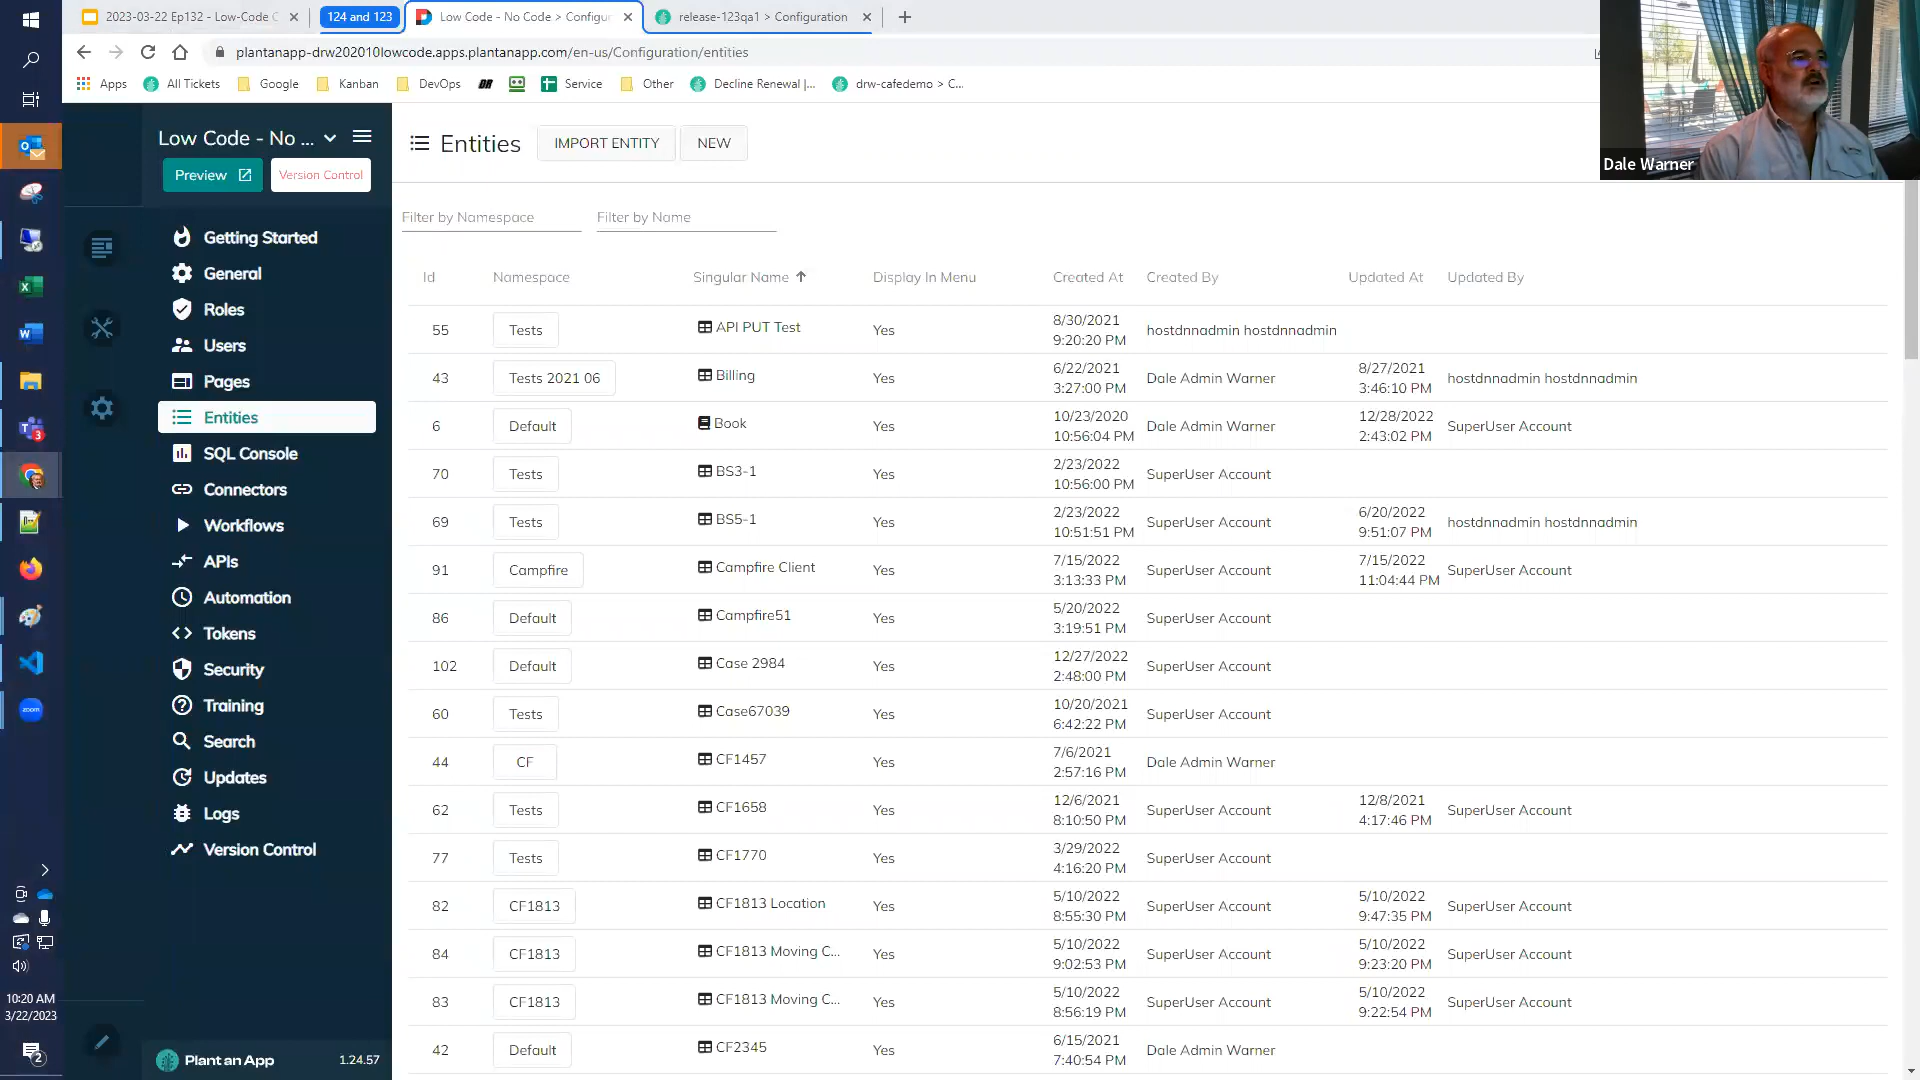 2023-03-22 Ep132 - Low-Code C
124 and 123
Low Code - No Code > Configur
release-123qa1 > Configuration
plantanapp-drw202010lowcode.apps.plantanapp.com/en-us/Configuration/entities
Apps
All Tickets
Google
Kanban
DevOps
Service
Other
Decline Renewal |...
drw-cafedemo > C...
Dale Warner
Low Code - No ...
Preview
Version Control
Getting Started
General
Roles
Users
Pages
Entities
SQL Console
Connectors
Workflows
APIs
Automation
Tokens
Security
Training
Search
Updates
Logs
Version Control
Plant an App 1.24.57
10:20 AM
3/22/2023
2
3
zoom
Entities IMPORT ENTITY NEW
Filter by Namespace Filter by Name
Id Namespace Singular Name Display In Menu Created At Created By Updated At Updated By
55 Tests API PUT Test Yes 8/30/2021 9:20:20 PM hostdnnadmin hostdnnadmin
43 Tests 2021 06 Billing Yes 6/22/2021 3:27:00 PM Dale Admin Warner 8/27/2021 3:46:10 PM hostdnnadmin hostdnnadmin
6 Default Book Yes 10/23/2020 10:56:04 PM Dale Admin Warner 12/28/2022 2:43:02 PM SuperUser Account
70 Tests BS3-1 Yes 2/23/2022 10:56:00 PM SuperUser Account
69 Tests BS5-1 Yes 2/23/2022 10:51:51 PM SuperUser Account 6/20/2022 9:51:07 PM hostdnnadmin hostdnnadmin
91 Campfire Campfire Client Yes 7/15/2022 3:13:33 PM SuperUser Account 7/15/2022 11:04:44 PM SuperUser Account
86 Default Campfire51 Yes 5/20/2022 3:19:51 PM SuperUser Account
102 Default Case 2984 Yes 12/27/2022 2:48:00 PM SuperUser Account
60 Tests Case67039 Yes 10/20/2021 6:42:22 PM SuperUser Account
44 CF CF1457 Yes 7/6/2021 2:57:16 PM Dale Admin Warner
62 Tests CF1658 Yes 12/6/2021 8:10:50 PM SuperUser Account 12/8/2021 4:17:46 PM SuperUser Account
77 Tests CF1770 Yes 3/29/2022 4:16:20 PM SuperUser Account
82 CF1813 CF1813 Location Yes 5/10/2022 8:55:30 PM SuperUser Account 5/10/2022 9:47:35 PM SuperUser Account
84 CF1813 CF1813 Moving C... Yes 5/10/2022 9:02:53 PM SuperUser Account 5/10/2022 9:23:20 PM SuperUser Account
83 CF1813 CF1813 Moving C... Yes 5/10/2022 8:56:19 PM SuperUser Account 5/10/2022 9:22:54 PM SuperUser Account
42 Default CF2345 Yes 6/15/2021 7:40:54 PM Dale Admin Warner